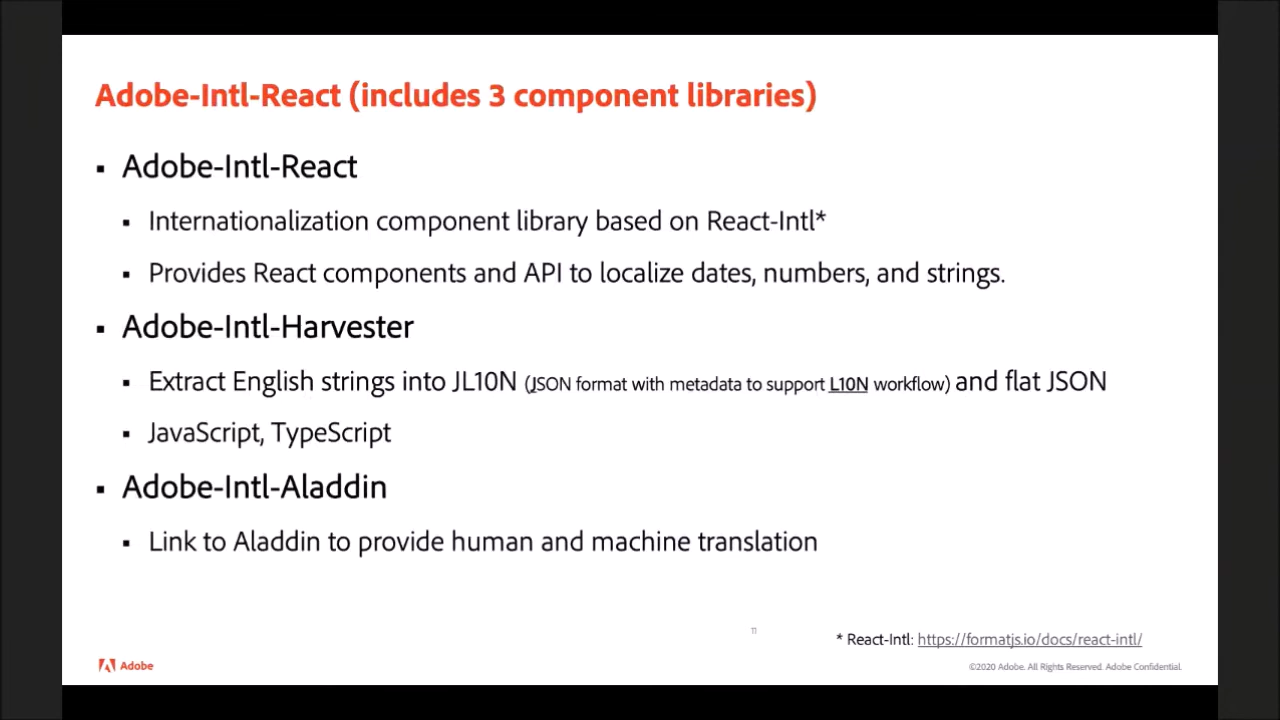 Adobe-Intl-React (includes 3 component libraries)
▪ Adobe-Intl-React
▪ Internationalization component library based on React-Intl*
▪ Provides React components and API to localize dates, numbers, and strings.
▪ Adobe-Intl-Harvester
▪ Extract English strings into JL10N (JSON format with metadata to support L10N workflow) and flat JSON
▪ JavaScript, TypeScript
▪ Adobe-Intl-Aladdin
▪ Link to Aladdin to provide human and machine translation
11
* React-Intl: https://formatjs.io/docs/react-intl/
Adobe
©2020 Adobe. All Rights Reserved. Adobe Confidential.